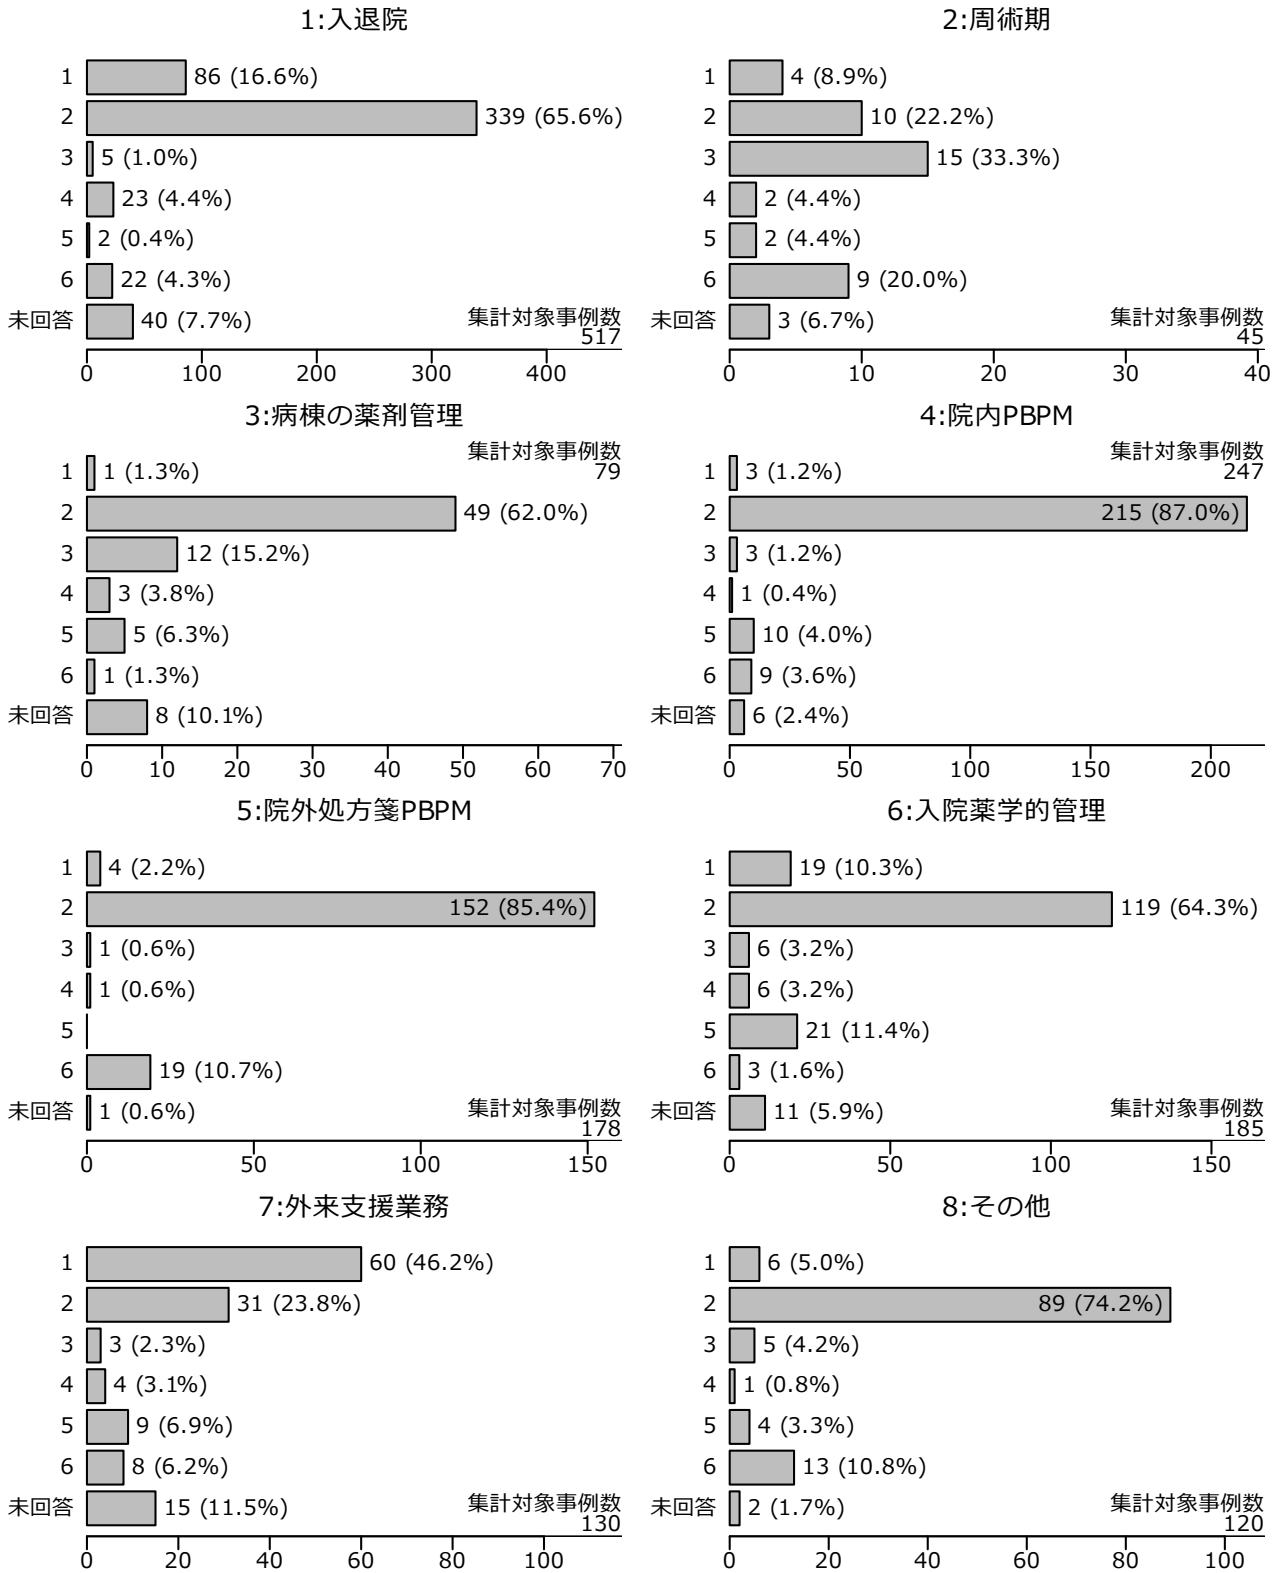 1:入退院
1 86 (16.6%)
2 339 (65.6%)
3 5 (1.0%)
4 23 (4.4%)
5 2 (0.4%)
6 22 (4.3%)
未回答 40 (7.7%) 集計対象事例数
517
0 100 200 300 400
2:周術期
1 4 (8.9%)
2 10 (22.2%)
3 15 (33.3%)
4 2 (4.4%)
5 2 (4.4%)
6 9 (20.0%)
未回答 3 (6.7%) 集計対象事例数
45
0 10 20 30 40
3:病棟の薬剤管理
集計対象事例数
1 1 (1.3%) 79
2 49 (62.0%)
3 12 (15.2%)
4 3 (3.8%)
5 5 (6.3%)
6 1 (1.3%)
未回答 8 (10.1%)
0 10 20 30 40 50 60 70
4:院内PBPM
集計対象事例数
1 3 (1.2%) 247
2 215 (87.0%)
3 3 (1.2%)
4 1 (0.4%)
5 10 (4.0%)
6 9 (3.6%)
未回答 6 (2.4%)
0 50 100 150 200
5:院外処方箋PBPM
1 4 (2.2%)
2 152 (85.4%)
3 1 (0.6%)
4 1 (0.6%)
5
6 19 (10.7%)
未回答 1 (0.6%) 集計対象事例数
178
0 50 100 150
6:入院薬学的管理
1 19 (10.3%)
2 119 (64.3%)
3 6 (3.2%)
4 6 (3.2%)
5 21 (11.4%)
6 3 (1.6%)
未回答 11 (5.9%) 集計対象事例数
185
0 50 100 150
7:外来支援業務
1 60 (46.2%)
2 31 (23.8%)
3 3 (2.3%)
4 4 (3.1%)
5 9 (6.9%)
6 8 (6.2%)
未回答 15 (11.5%) 集計対象事例数
130
0 20 40 60 80 100
8:その他
1 6 (5.0%)
2 89 (74.2%)
3 5 (4.2%)
4 1 (0.8%)
5 4 (3.3%)
6 13 (10.8%)
未回答 2 (1.7%) 集計対象事例数
120
0 20 40 60 80 100